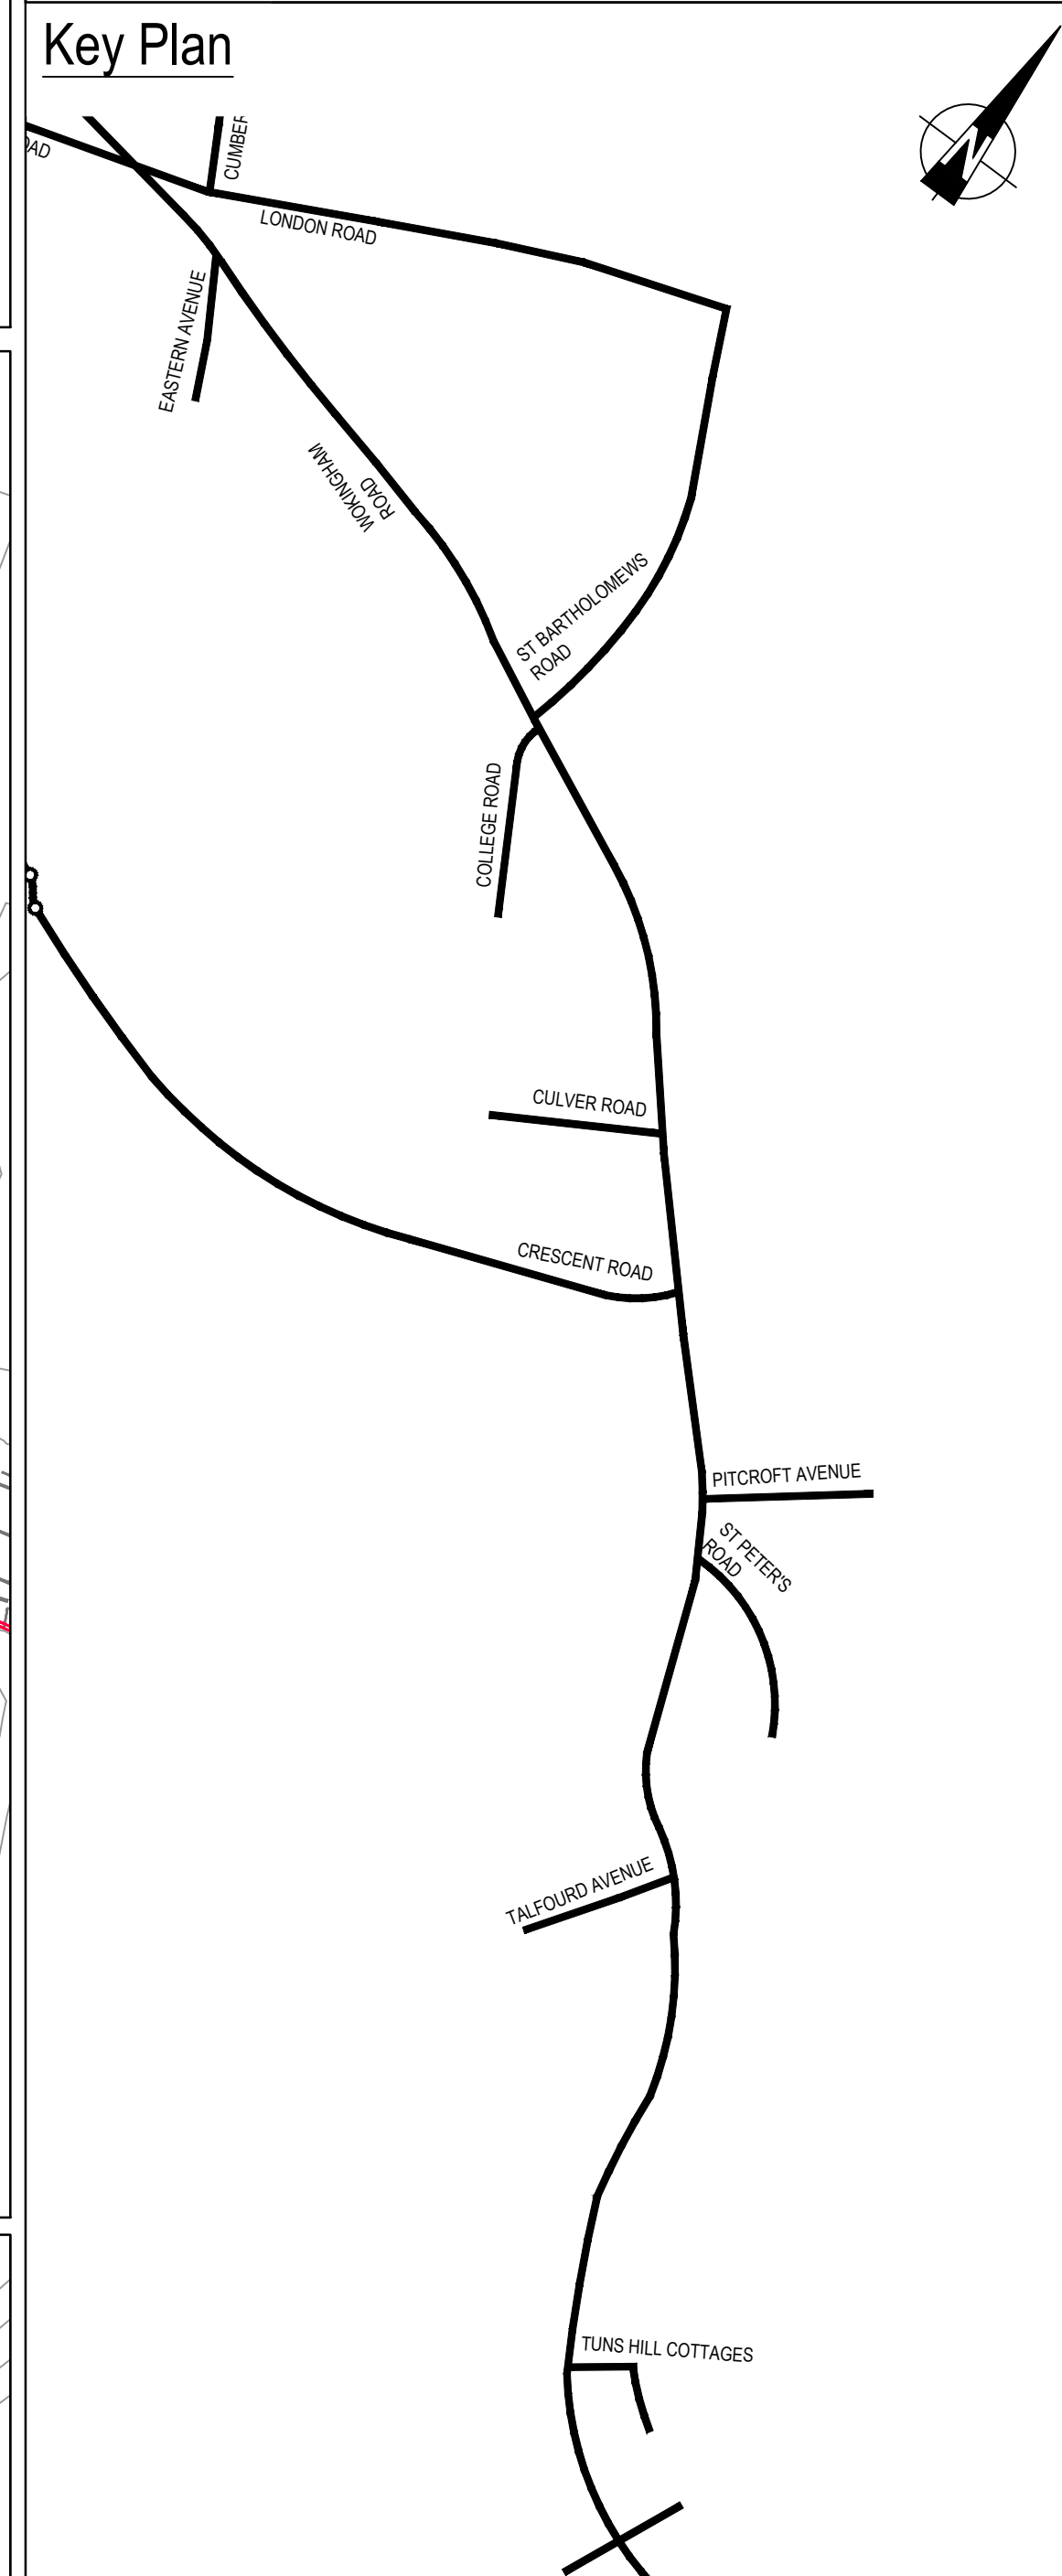 Key Plan
CUMBER
LONDON ROAD
EASTERN AVENUE
WOKINGHAM
ROAD
ST BARTHOLOMEWS
ROAD
COLLEGE ROAD
CULVER ROAD
CRESCENT ROAD
PITCROFT AVENUE
ST PETER'S
ROAD
TALFOURD AVENUE
TUNS HILL COTTAGES